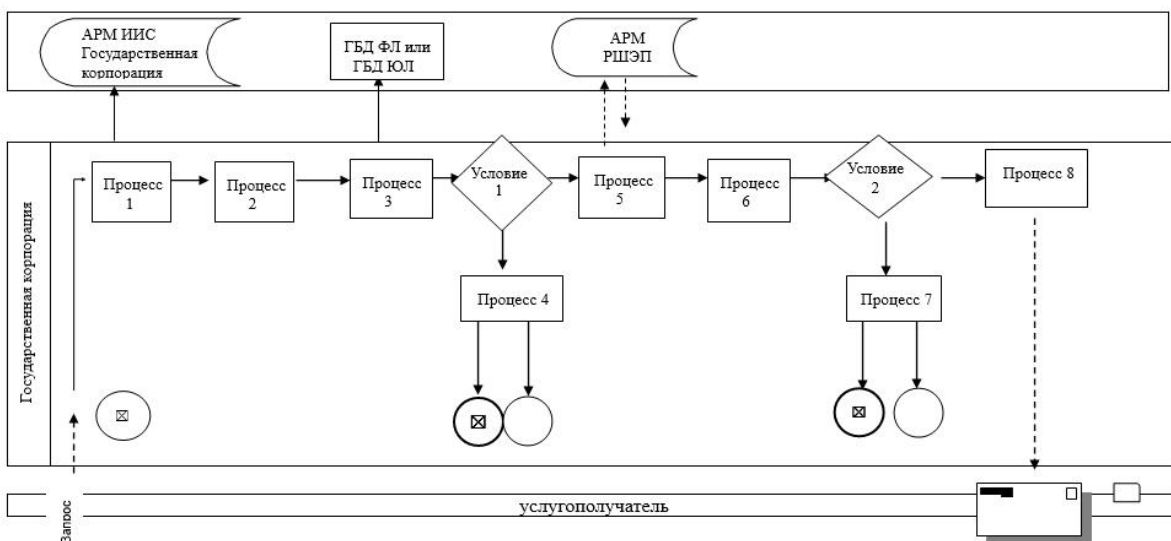 АРМ ИИС
Государственная
корпорация
ГБД ФЛ или
ГБД ЮЛ
АРМ
РШЭП
Государственная корпорация
Процесс
1
Процесс
2
Процесс
3
Условие
1
Процесс
5
Процесс
6
Условие
2
Процесс 8
Процесс 4
Процесс 7
услугополучатель
Запрос